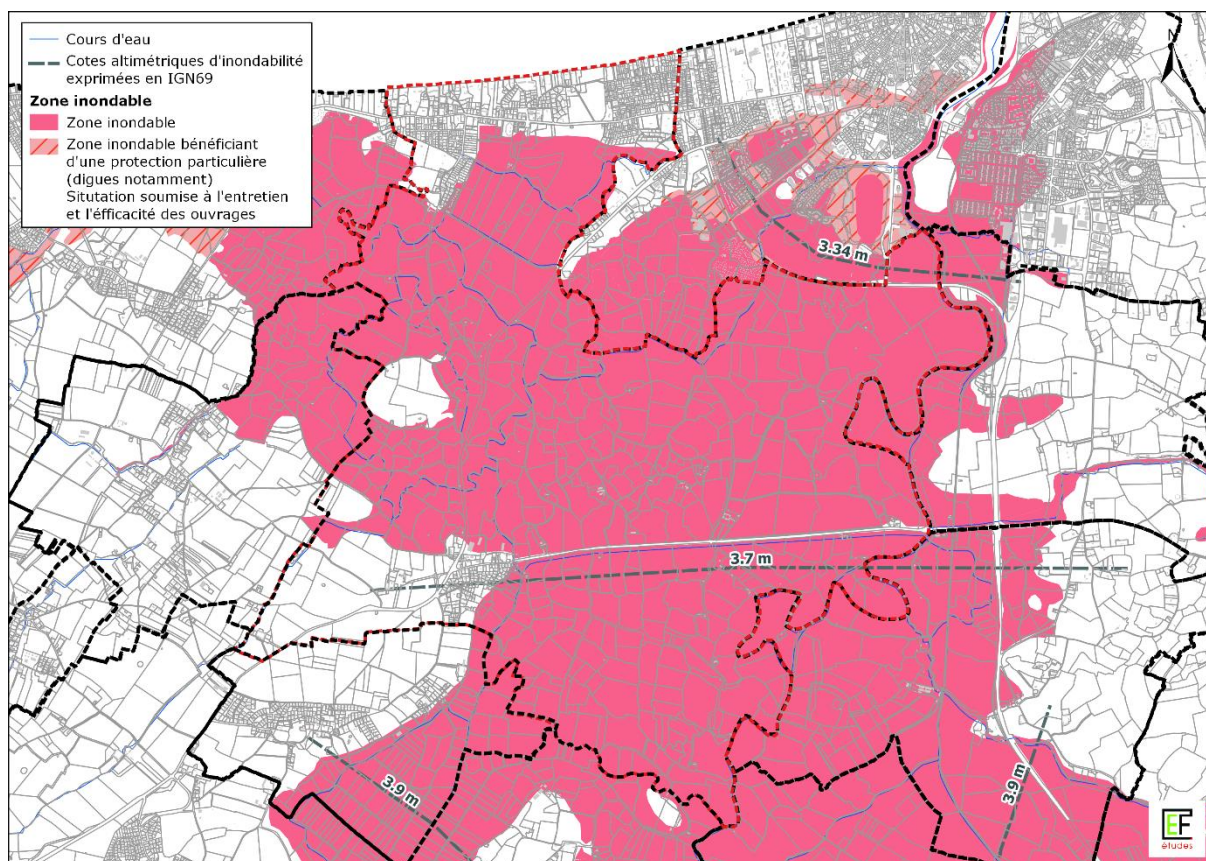 Cours d'eau
Cotes altimétriques d'inondabilité
exprimées en IGN69
Zone inondable
Zone inondable
Zone inondable bénéficiant
d'une protection particulière
(digues notamment)
Situtation soumise à l'entretien
et l'éfficacité des ouvrages
N
3.34 m
3.7 m
3.9 m
3.9 m
EF
études